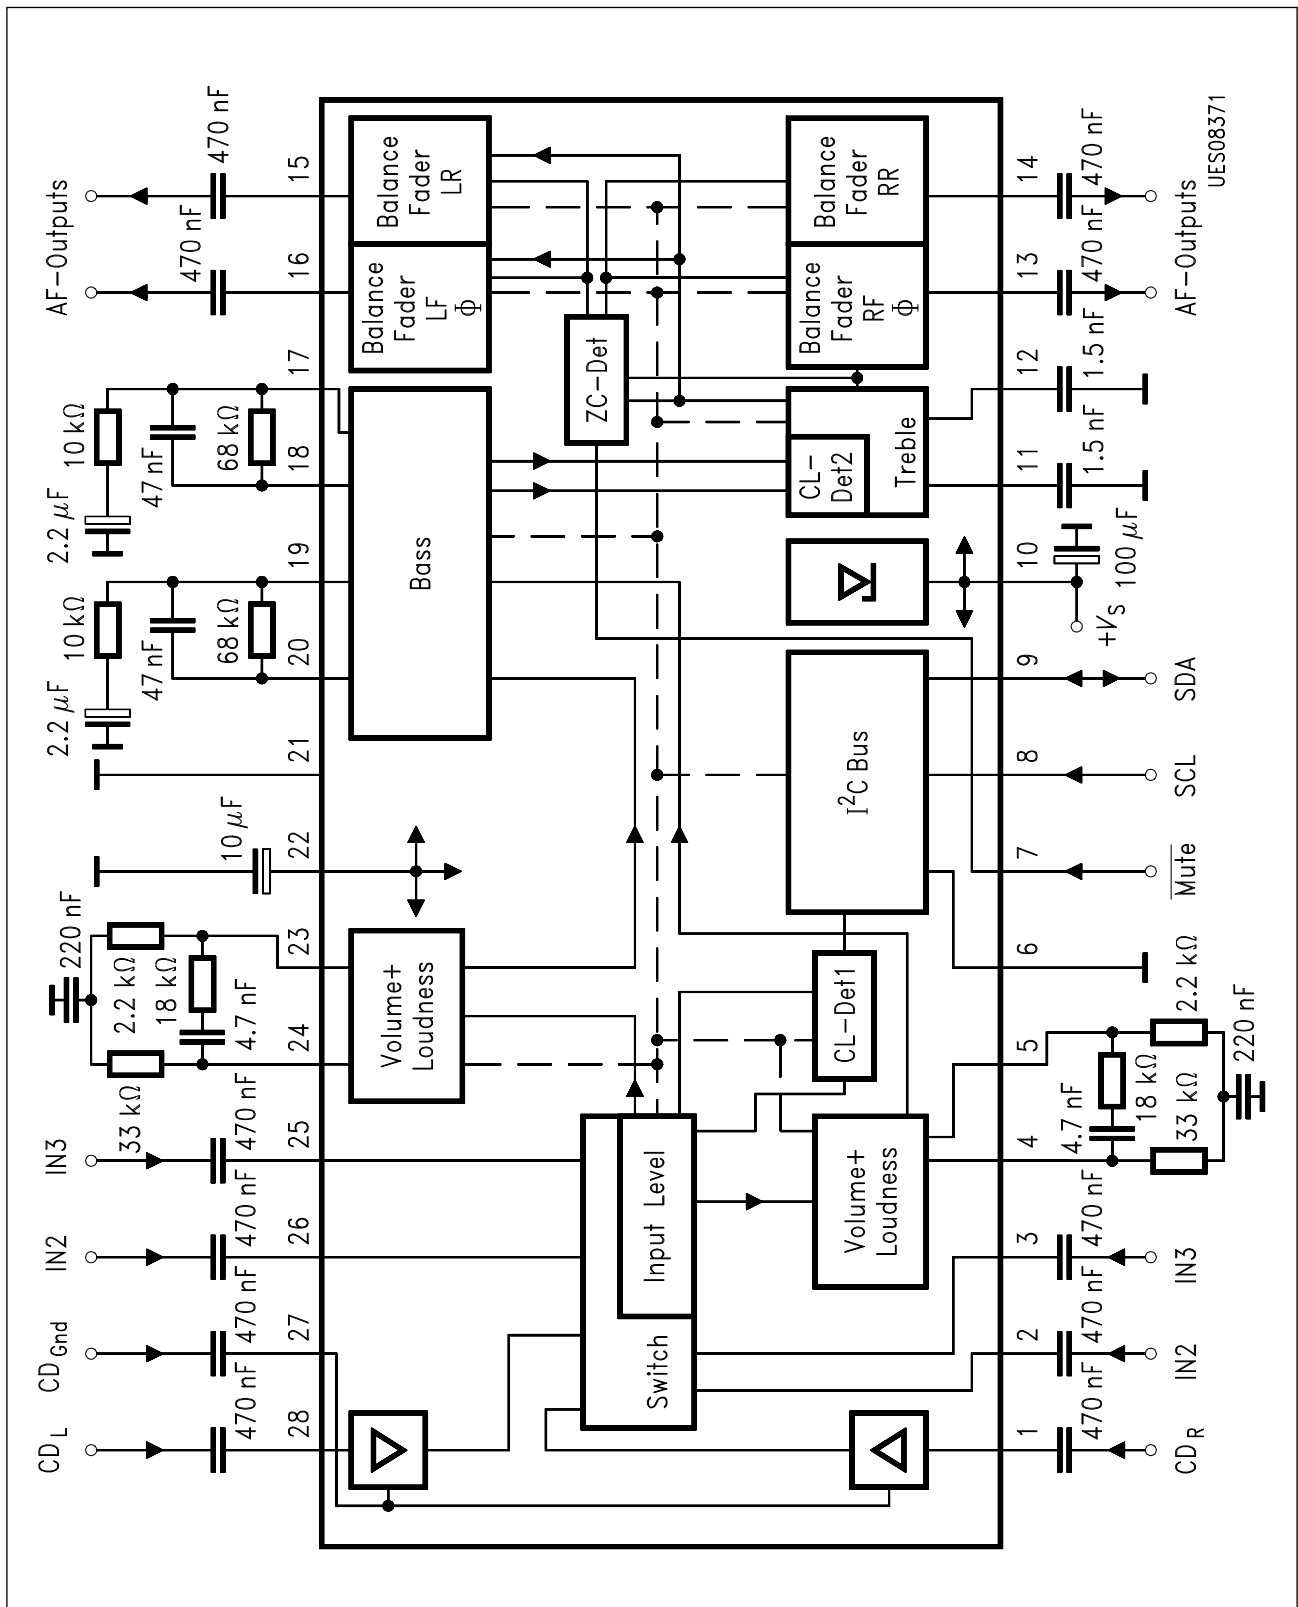 AF–Outputs
470 nF
470 nF
15
16
17
18
19
20
21
22
23
24
25
26
27
28
10 kΩ
2.2 µF
47 nF
68 kΩ
10 kΩ
2.2 µF
47 nF
68 kΩ
10 µF
220 nF
2.2 kΩ
18 kΩ
4.7 nF
33 kΩ
IN3
470 nF
IN2
470 nF
CD Gnd
470 nF
CD L
470 nF
Balance
Fader
LR
Balance
Fader
LF
Φ
Bass
Volume+
Loudness
ZC–Det
Input Level
Switch
Balance
Fader
RR
Balance
Fader
RF
Φ
CL–
Det2
Treble
I²C Bus
CL–Det1
Volume+
Loudness
14
13
12
11
10
9
8
7
6
5
4
3
2
1
470 nF
470 nF
AF–Outputs
1.5 nF
1.5 nF
100 µF
+VS
SDA
SCL
Mute
2.2 kΩ
18 kΩ
4.7 nF
33 kΩ
220 nF
470 nF
IN3
470 nF
IN2
470 nF
CD R
UES08371